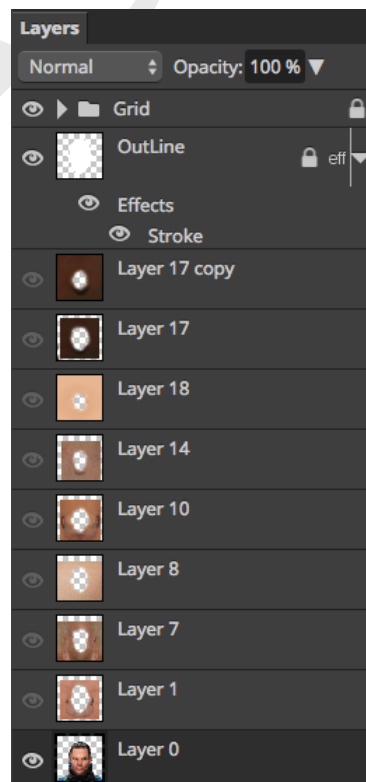 Layers
Normal Opacity: 100 %
Grid
OutLine
eff
Effects
Stroke
Layer 17 copy
Layer 17
Layer 18
Layer 14
Layer 10
Layer 8
Layer 7
Layer 1
Layer 0